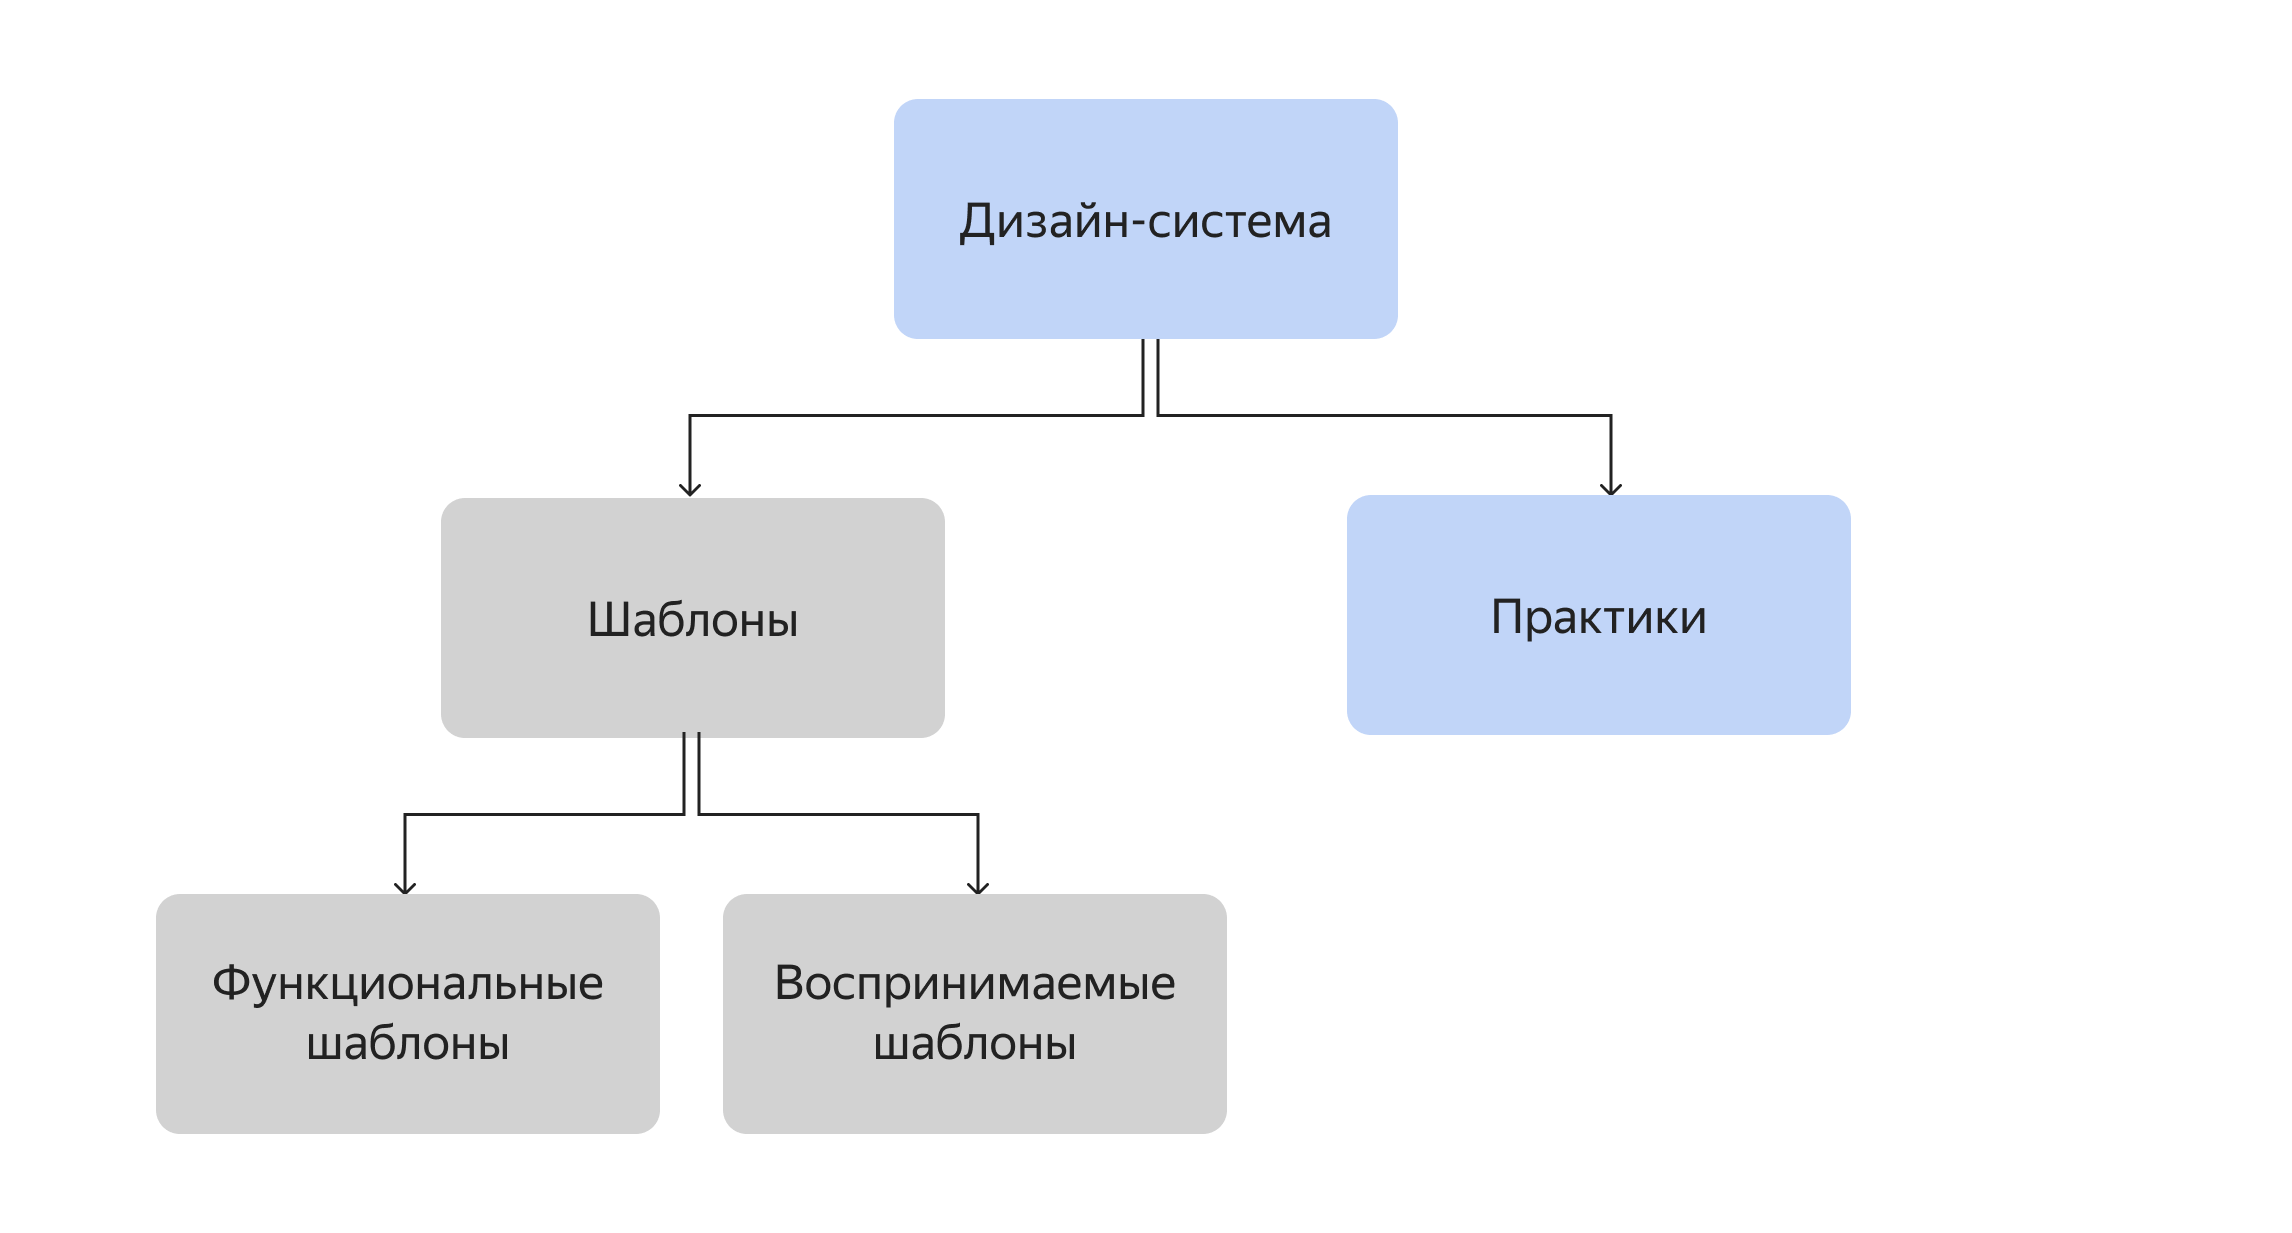 Дизайн-система
Шаблоны
Практики
Функциональные
шаблоны
Воспринимаемые
шаблоны